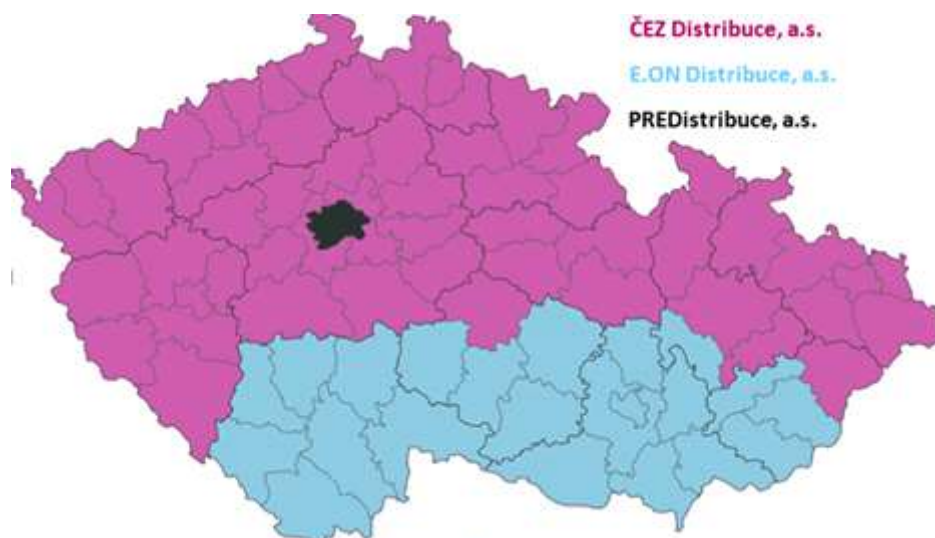 ČEZ Distribuce, a.s.
E.ON Distribuce, a.s.
PREDistribuce, a.s.